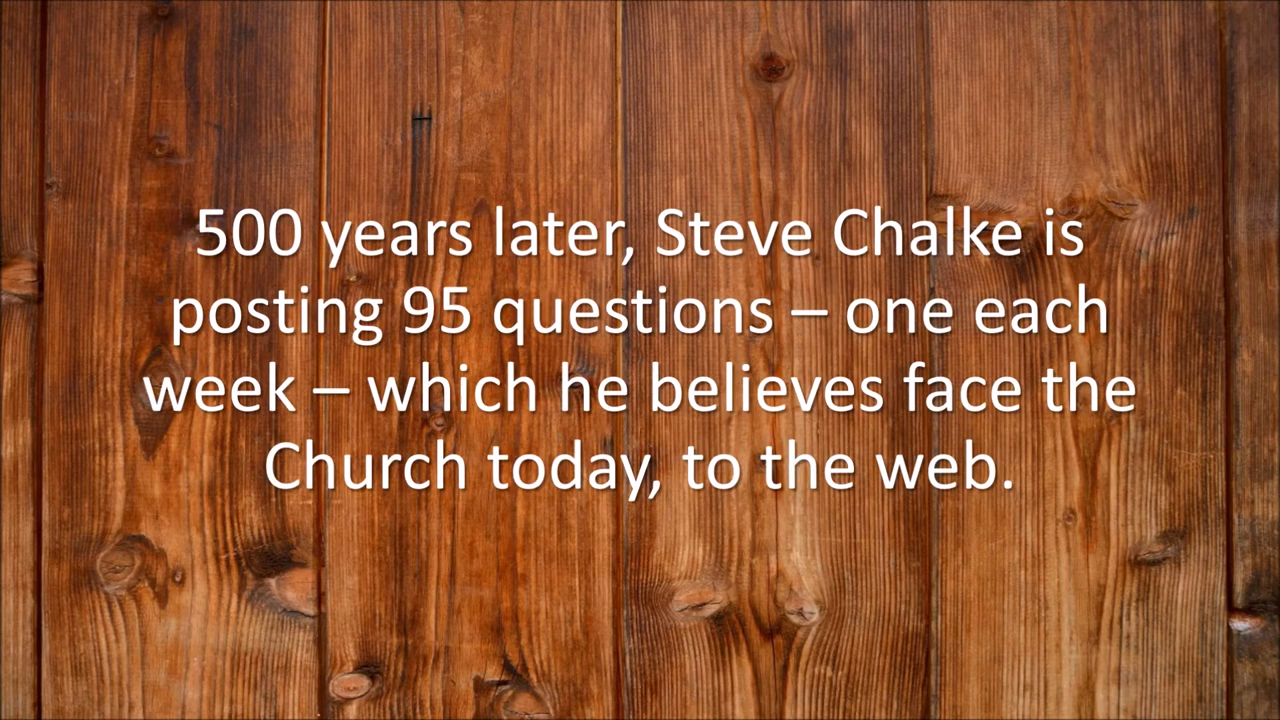 500 years later, Steve Chalke is
posting 95 questions – one each
week – which he believes face the
Church today, to the web.